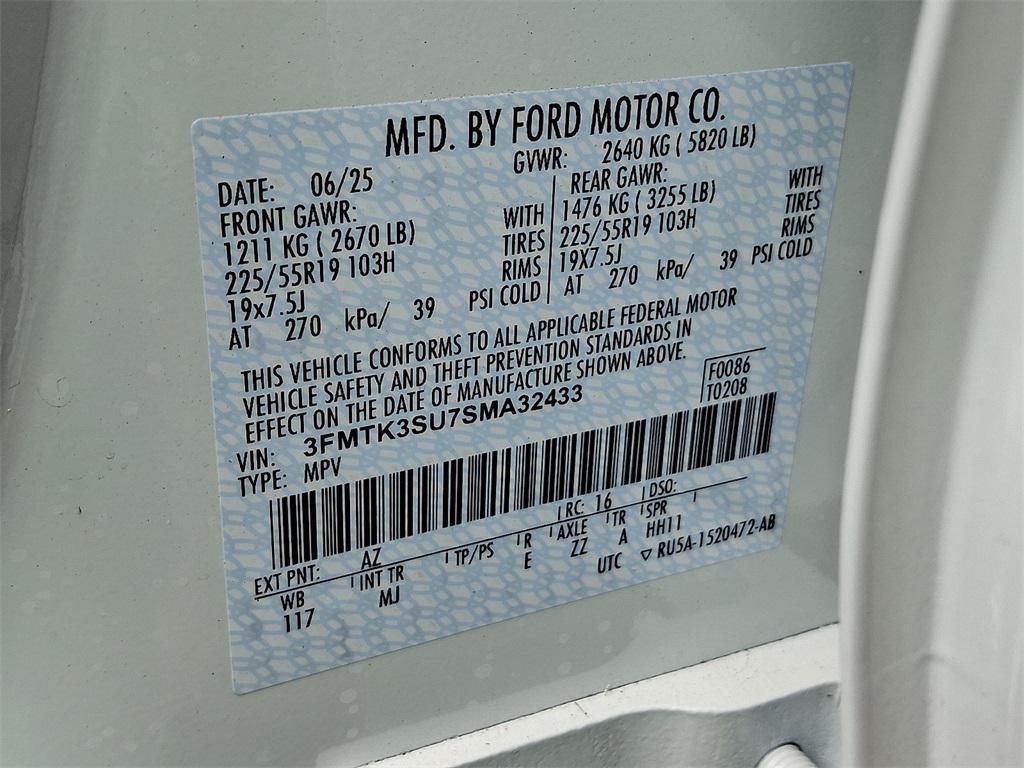 MFD. BY FORD MOTOR CO.
DATE: 06/25 GVWR: 2640 KG ( 5820 LB)
FRONT GAWR: REAR GAWR:
1211 KG ( 2670 LB) WITH 1476 KG ( 3255 LB) WITH
225/55R19 103H TIRES 225/55R19 103H TIRES
19x7.5J RIMS 19X7.5J RIMS
AT 270 kPa/ 39 PSI COLD AT 270 kPa/ 39 PSI COLD
THIS VEHICLE CONFORMS TO ALL APPLICABLE FEDERAL MOTOR
VEHICLE SAFETY AND THEFT PREVENTION STANDARDS IN
EFFECT ON THE DATE OF MANUFACTURE SHOWN ABOVE.
F0086
T0208
VIN: 3FMTK3SU7SMA32433
TYPE: MPV
EXT PNT: AZ RC: 16 DSO:
WB INT TR TP/PS R AXLE TR SPR
117 MJ E ZZ A HH11
UTC ▽ RU5A-1520472-AB